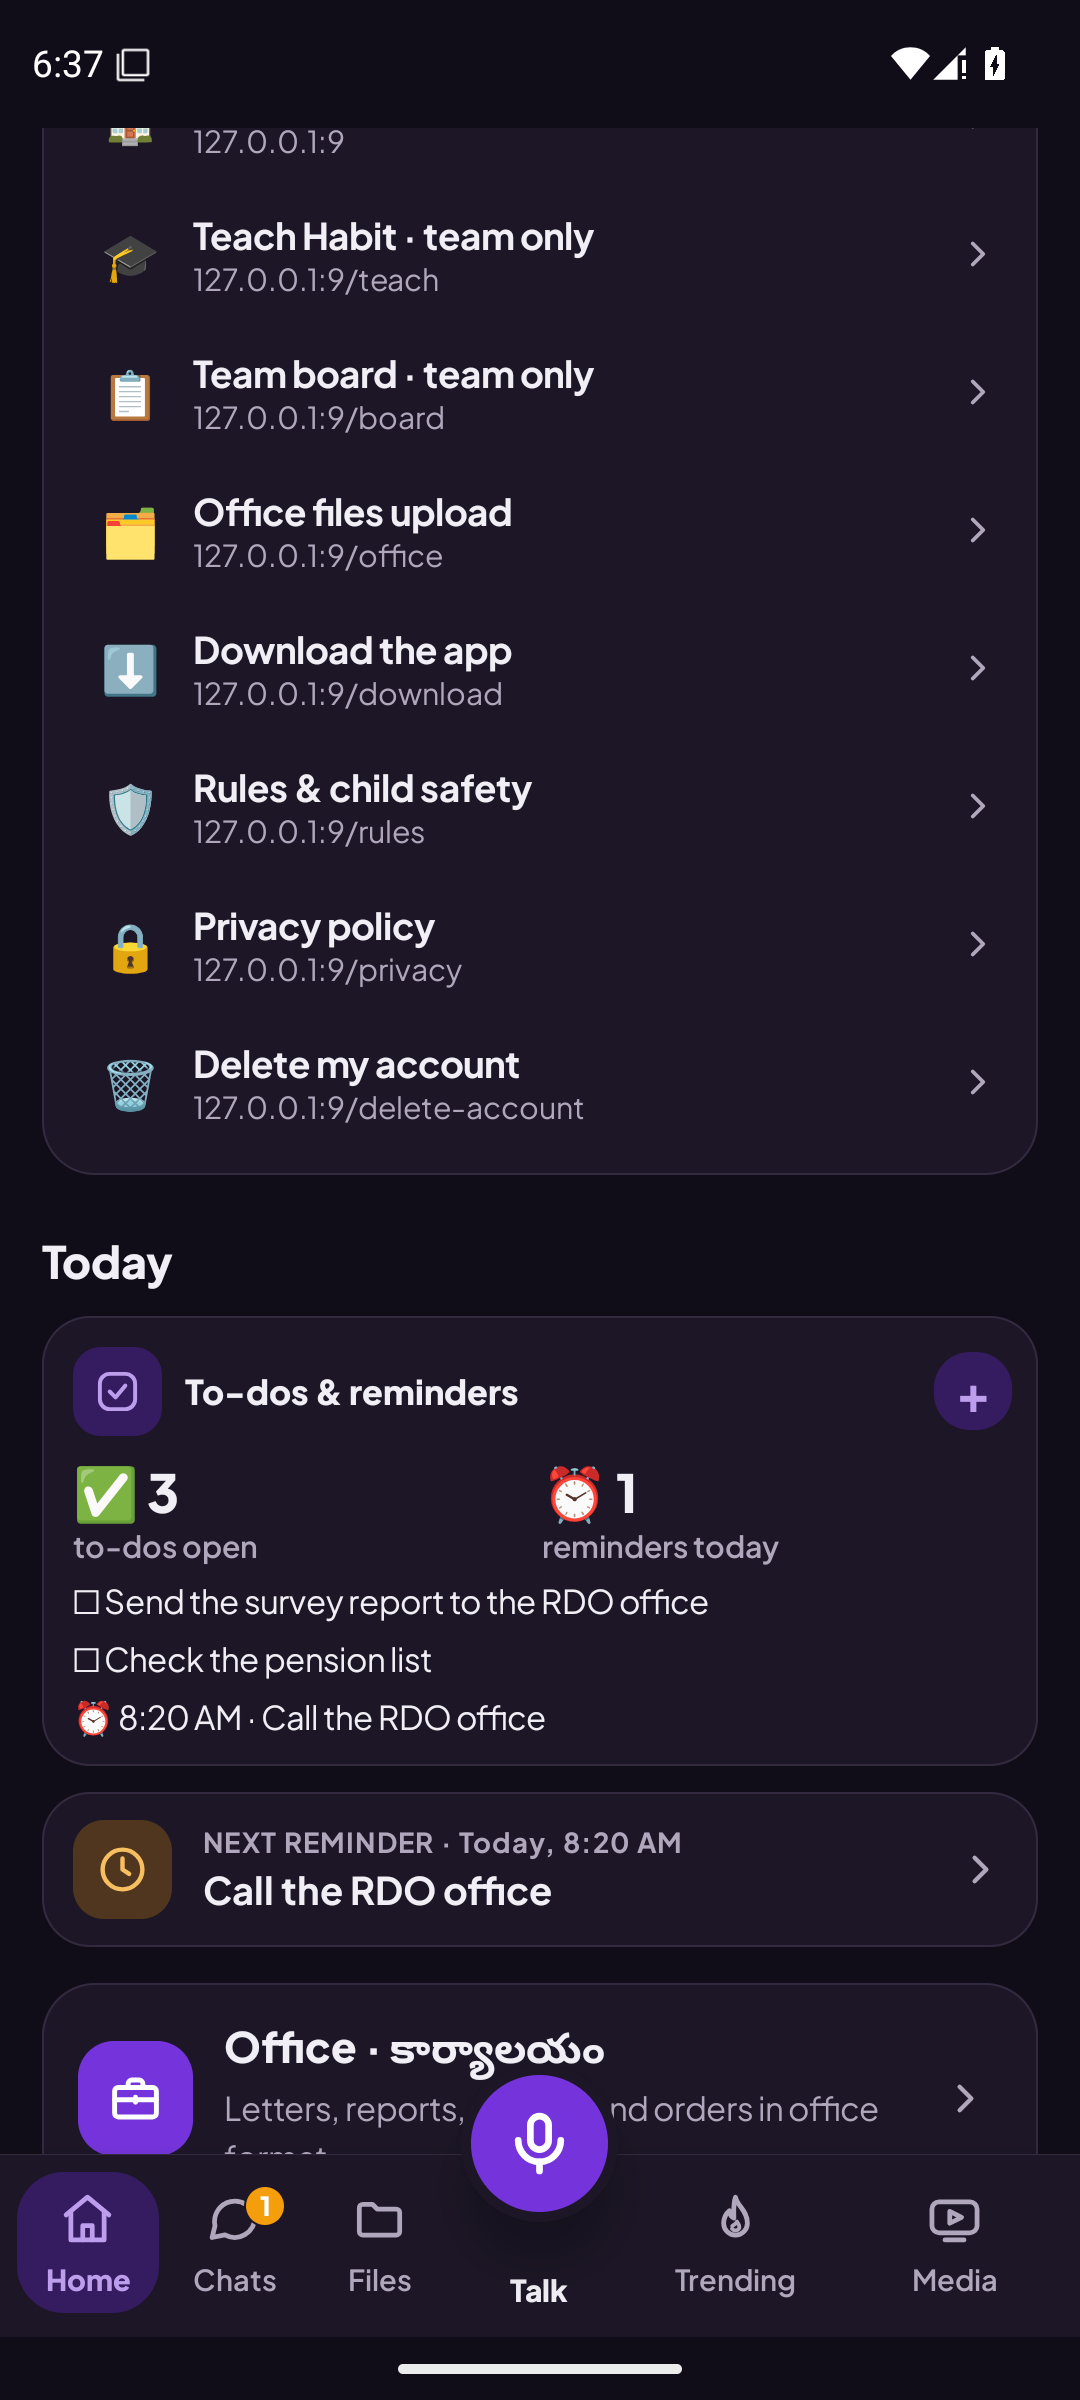 6:37
127.0.0.1:9
Teach Habit · team only
127.0.0.1:9/teach
Team board · team only
127.0.0.1:9/board
Office files upload
127.0.0.1:9/office
Download the app
127.0.0.1:9/download
Rules & child safety
127.0.0.1:9/rules
Privacy policy
127.0.0.1:9/privacy
Delete my account
127.0.0.1:9/delete-account
Today
To-dos & reminders
+
✅ 3
⏰ 1
to-dos open
reminders today
☐ Send the survey report to the RDO office
☐ Check the pension list
⏰ 8:20 AM · Call the RDO office
NEXT REMINDER · Today, 8:20 AM
Call the RDO office
Office · కార్యాలయం
Letters, reports, nd orders in office
1
Home
Chats
Files
Talk
Trending
Media